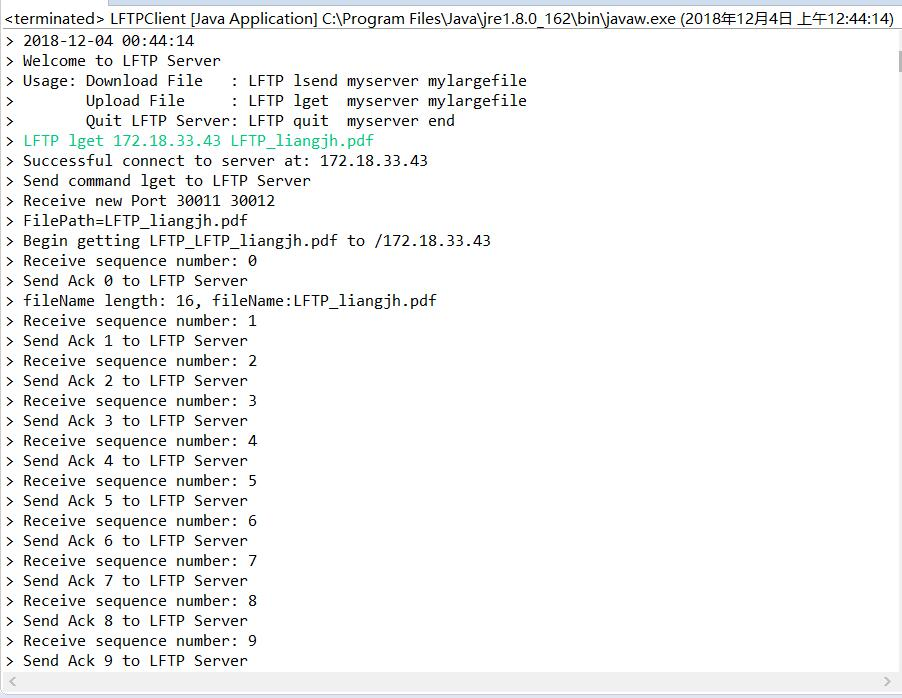 <terminated> LFTPClient [Java Application] C:\Program Files\Java\jre1.8.0_162\bin\javaw.exe (2018年12月4日 上午12:44:14)
> 2018-12-04 00:44:14
> Welcome to LFTP Server
> Usage: Download File   : LFTP lsend myserver mylargefile
>        Upload File     : LFTP lget  myserver mylargefile
>        Quit LFTP Server: LFTP quit  myserver end
> LFTP lget 172.18.33.43 LFTP_liangjh.pdf
> Successful connect to server at: 172.18.33.43
> Send command lget to LFTP Server
> Receive new Port 30011 30012
> FilePath=LFTP_liangjh.pdf
> Begin getting LFTP_LFTP_liangjh.pdf to /172.18.33.43
> Receive sequence number: 0
> Send Ack 0 to LFTP Server
> fileName length: 16, fileName:LFTP_liangjh.pdf
> Receive sequence number: 1
> Send Ack 1 to LFTP Server
> Receive sequence number: 2
> Send Ack 2 to LFTP Server
> Receive sequence number: 3
> Send Ack 3 to LFTP Server
> Receive sequence number: 4
> Send Ack 4 to LFTP Server
> Receive sequence number: 5
> Send Ack 5 to LFTP Server
> Receive sequence number: 6
> Send Ack 6 to LFTP Server
> Receive sequence number: 7
> Send Ack 7 to LFTP Server
> Receive sequence number: 8
> Send Ack 8 to LFTP Server
> Receive sequence number: 9
> Send Ack 9 to LFTP Server